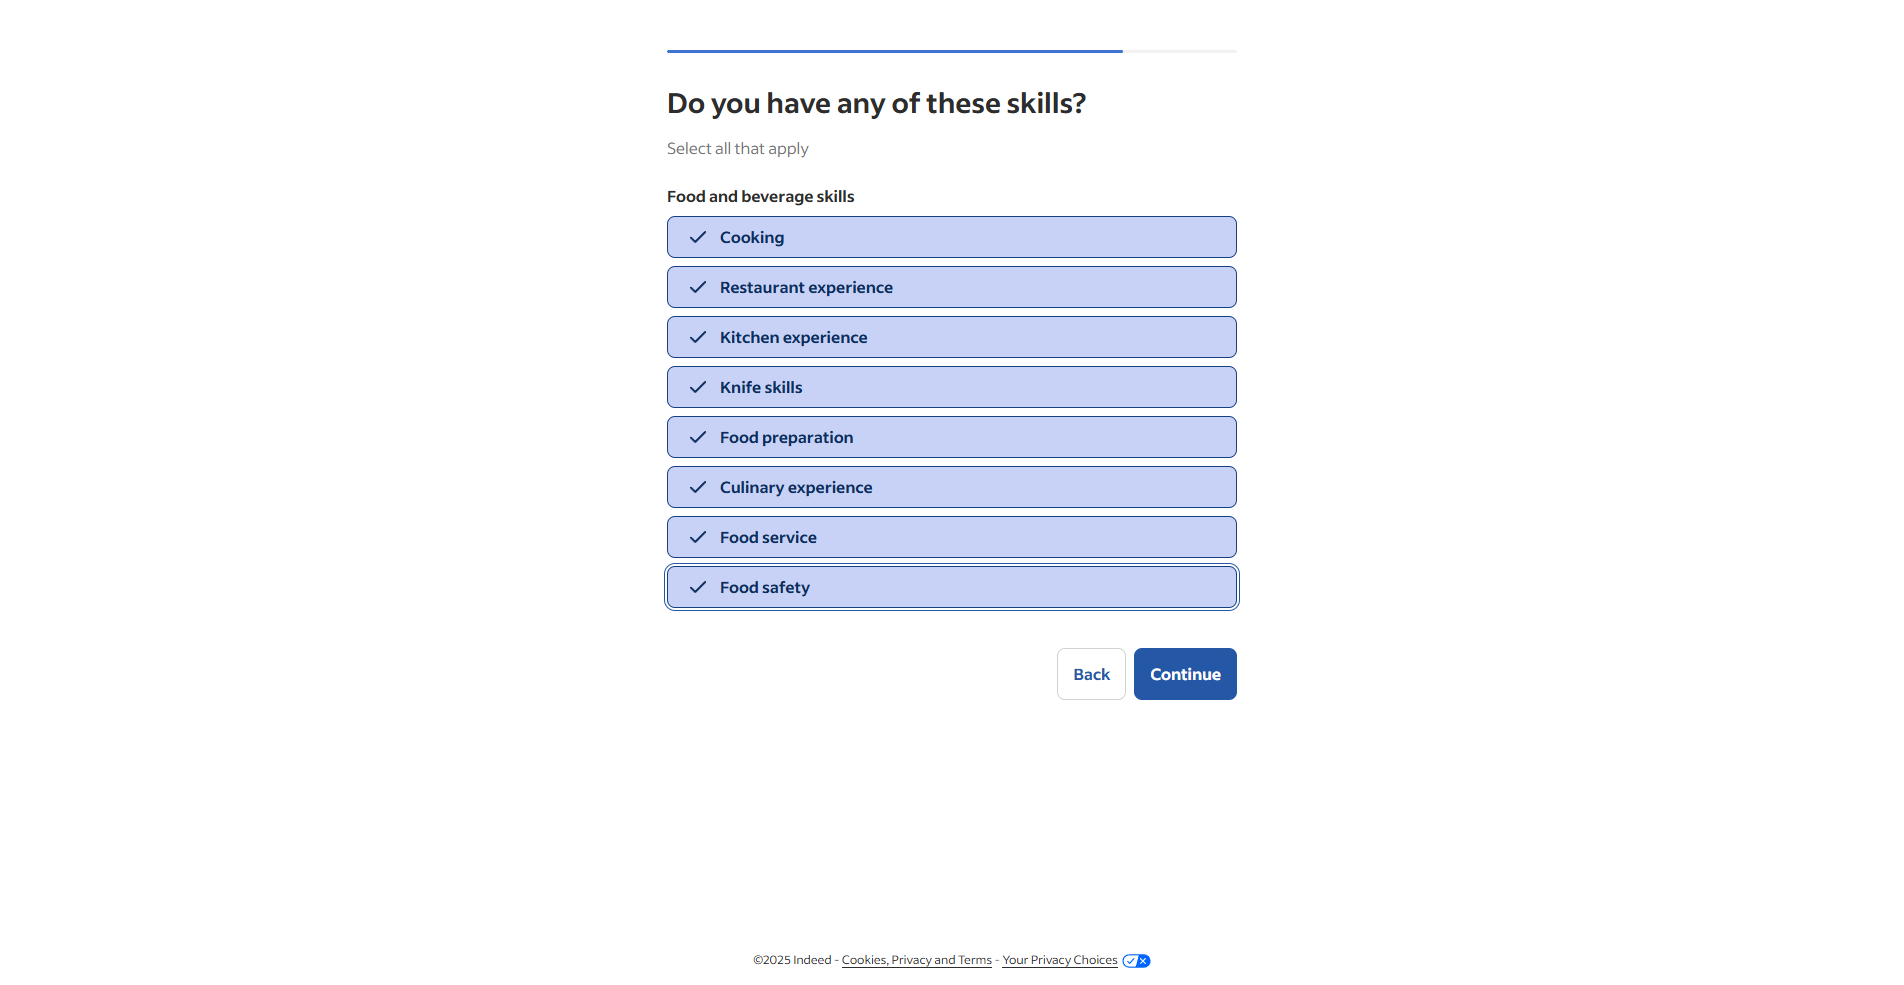 Do you have any of these skills?
Select all that apply
Food and beverage skills
Cooking
Restaurant experience
Kitchen experience
Knife skills
Food preparation
Culinary experience
Food service
Food safety
Back Continue
©2025 Indeed - Cookies, Privacy and Terms - Your Privacy Choices